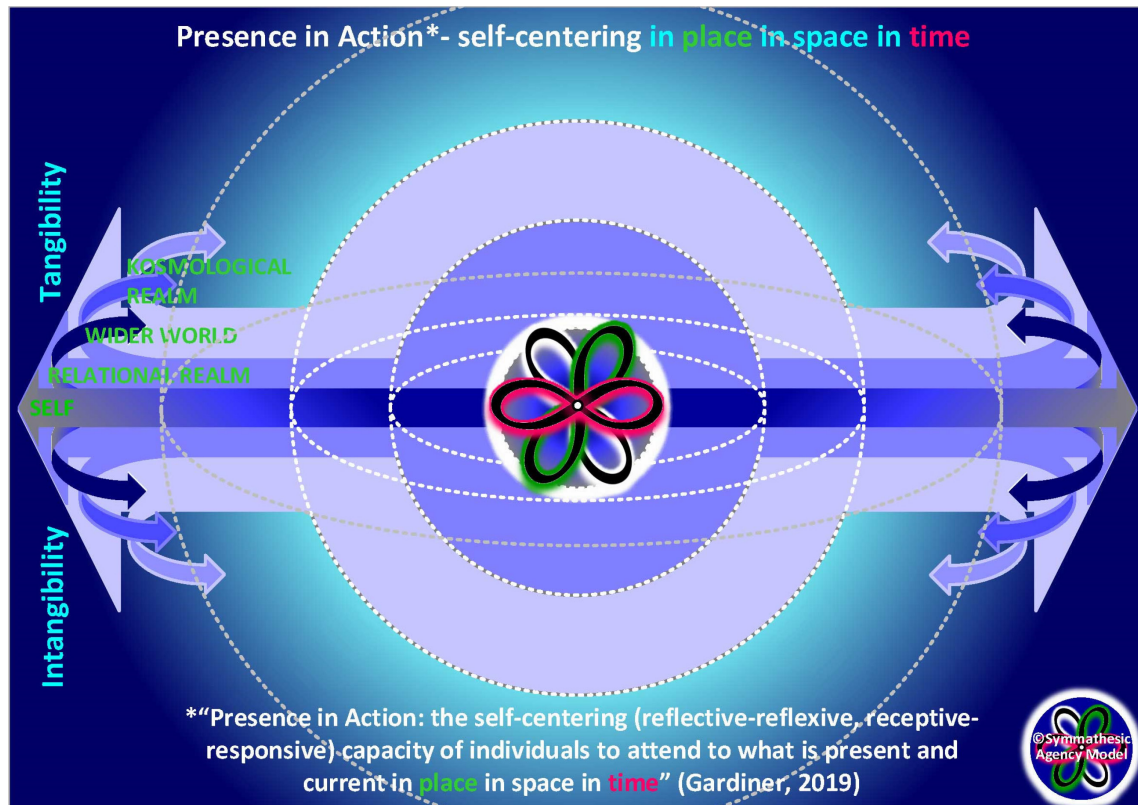 Presence in Action*- self-centering in place in space in time
Tangibility
KOSMOLOGICAL
REALM
WIDER WORLD
RELATIONAL REALM
SELF
Intangibility
*“Presence in Action: the self-centering (reflective-reflexive, receptive-
responsive) capacity of individuals to attend to what is present and
current in place in space in time” (Gardiner, 2019)
©Symmathesic
Agency Model